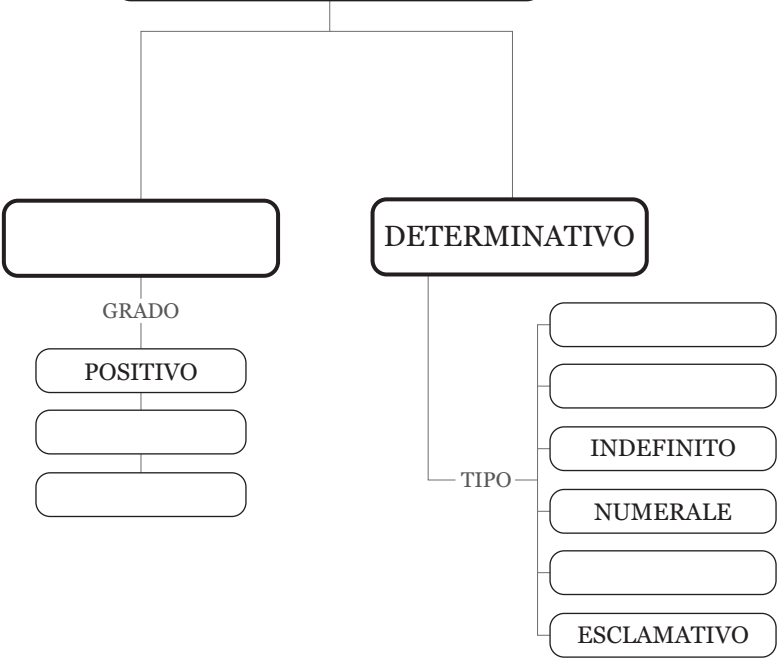 DETERMINATIVO
GRADO
POSITIVO
INDEFINITO
TIPO
NUMERALE
ESCLAMATIVO